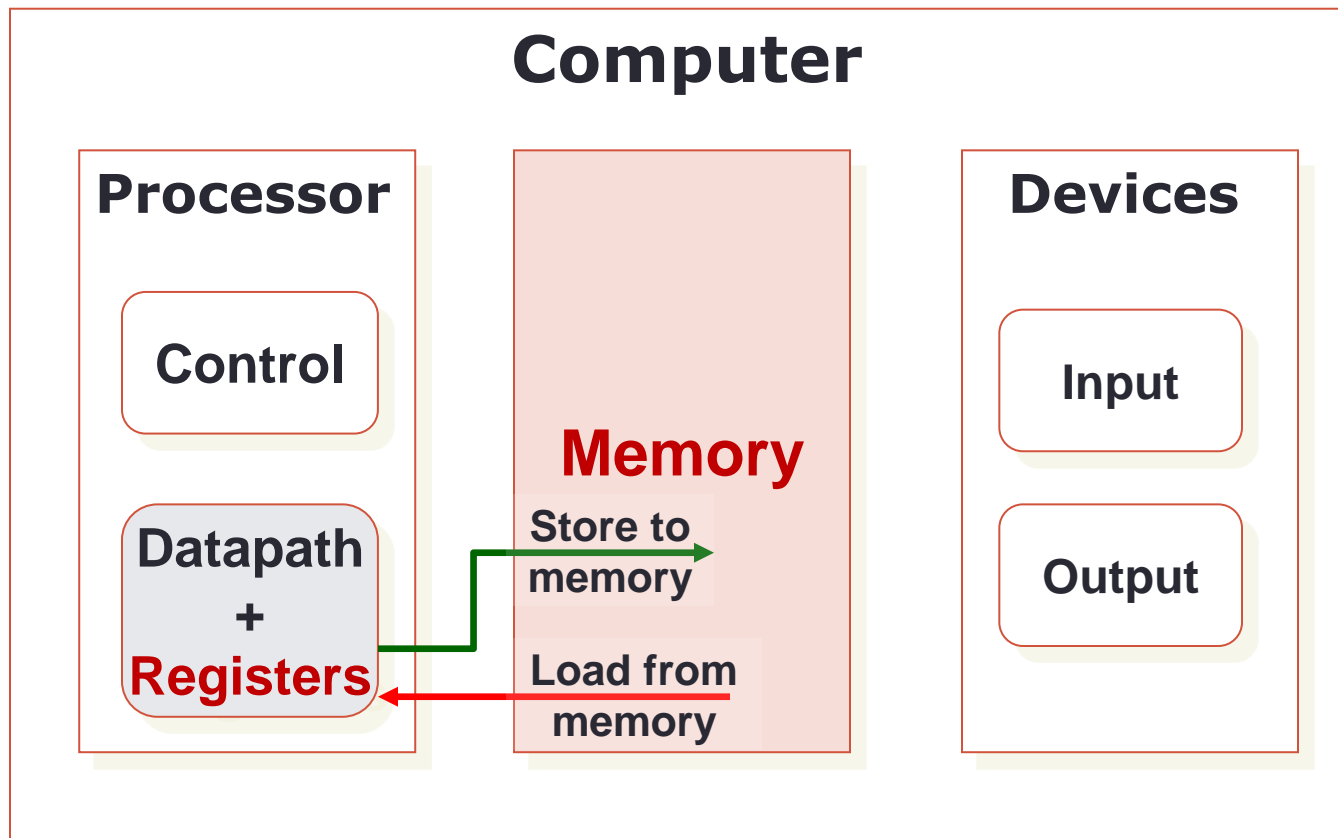 Computer
Processor
Control
Datapath
+
Registers
Memory
Store to
memory
Load from
memory
Devices
Input
Output